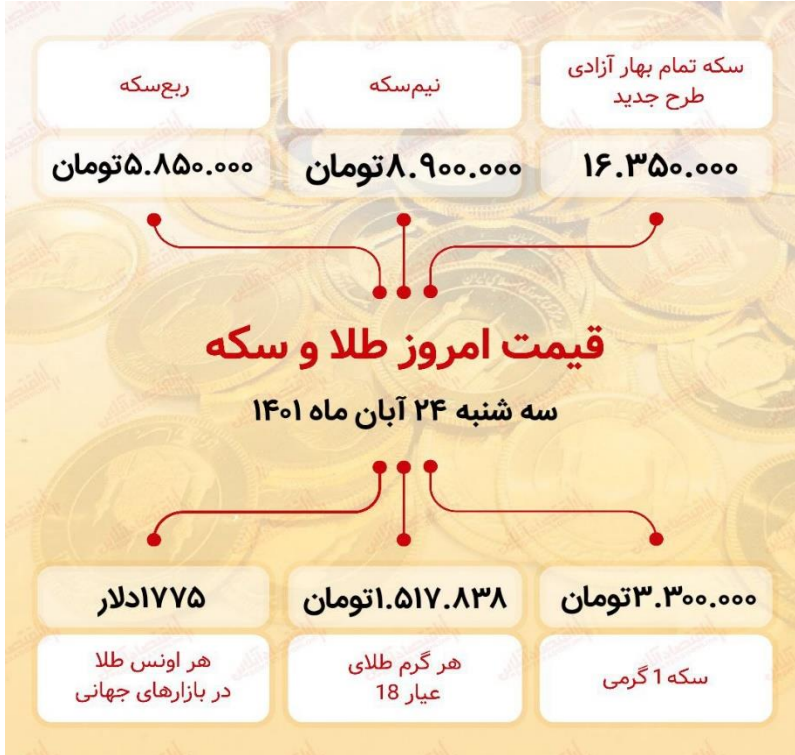 سکه تمام بهار آزادی
طرح جدید
نیم‌سکه
ربع‌سکه
۱۶.۳۵۰.۰۰۰
۸.۹۰۰.۰۰۰تومان
۵.۸۵۰.۰۰۰تومان
قیمت امروز طلا و سکه
سه شنبه ۲۴ آبان ماه ۱۴۰۱
۳.۳۰۰.۰۰۰تومان
۱.۵۱۷.۸۳۸تومان
۱۷۷۵دلار
سکه 1 گرمی
هر گرم طلای
عیار 18
هر اونس طلا
در بازارهای جهانی